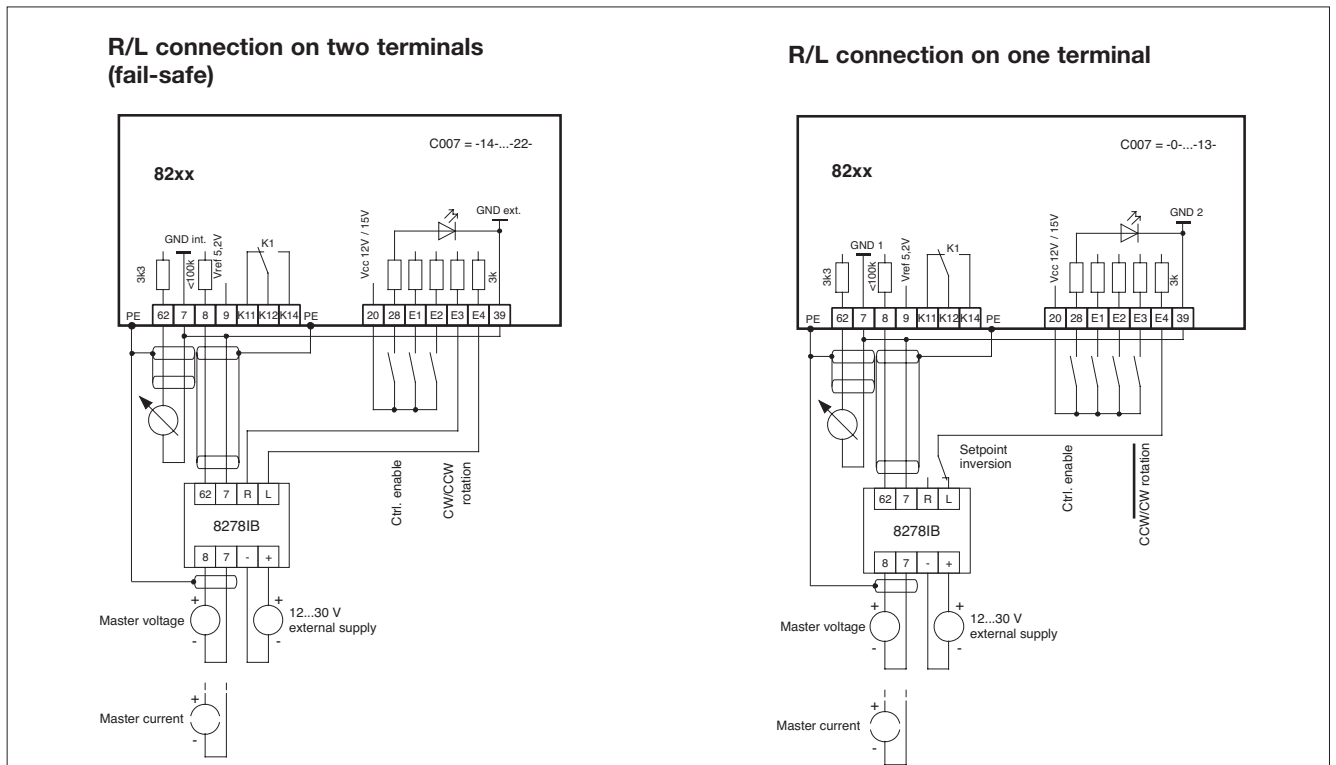 R/L connection on two terminals
(fail-safe)
C007 = -14-...-22-
82xx
GND ext.
GND int.
K1
3k3
<100k
Vref 5,2V
Vcc 12V / 15V
3k
PE
62 7 8 9 K11 K12 K14
PE
20 28 E1 E2 E3 E4 39
Ctrl. enable
CW/CCW
rotation
62 7 R L
8278IB
8 7 - +
+
Master voltage
-
+
12...30 V
external supply
-
+
Master current
-
R/L connection on one terminal
C007 = -0-...-13-
82xx
GND 2
GND 1
K1
3k3
<100k
Vref 5,2V
Vcc 12V / 15V
3k
PE
62 7 8 9 K11 K12 K14
PE
20 28 E1 E2 E3 E4 39
Setpoint
inversion
Ctrl. enable
CCW/CW rotation
62 7 R L
8278IB
8 7 - +
+
Master voltage
-
+
12...30 V
external supply
-
+
Master current
-